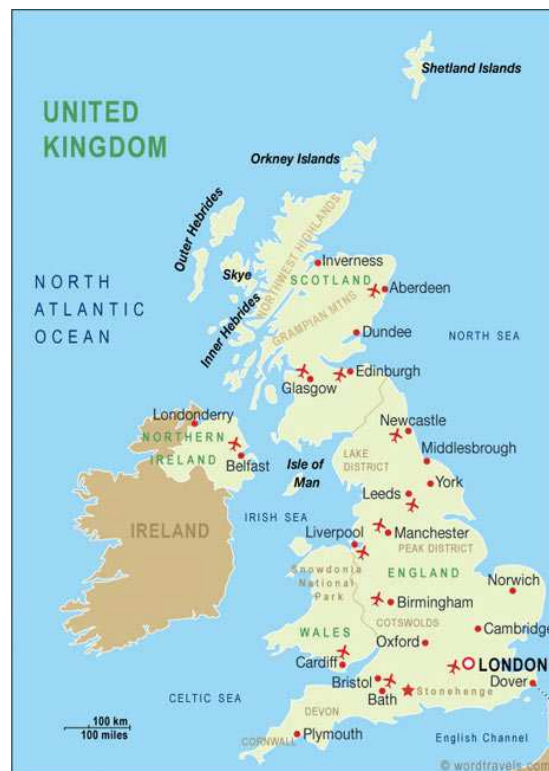 Shetland Islands
UNITED
KINGDOM
Orkney Islands
Outer Hebrides
NORTHWEST HIGHLANDS
Skye
Inverness
SCOTLAND
NORTH
ATLANTIC
OCEAN
Aberdeen
GRAMPIAN MTNS
Inner Hebrides
Dundee
NORTH SEA
Edinburgh
Glasgow
Londonderry
Newcastle
NORTHERN
IRELAND
Belfast
Isle of
Man
LAKE
DISTRICT
Middlesbrough
York
Leeds
IRISH SEA
IRELAND
Liverpool
Manchester
PEAK DISTRICT
Snowdonia
National
Park
ENGLAND
Norwich
Birmingham
COTSWOLDS
WALES
Oxford
Cambridge
Cardiff
LONDON
Bristol
Bath
Stonehenge
Dover
CELTIC SEA
DEVON
100 km
100 miles
CORNWALL
Plymouth
English Channel
© wordtravels.com